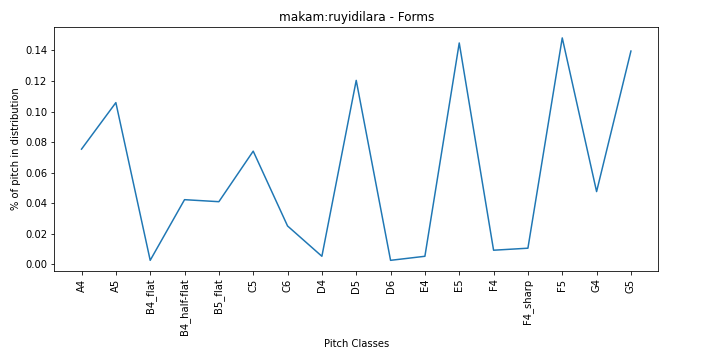 makam:ruyidilara - Forms
% of pitch in distribution
0.14
0.12
0.10
0.08
0.06
0.04
0.02
0.00
A4
A5
B4_flat
B4_half-flat
B5_flat
C5
C6
D4
D5
D6
E4
E5
F4
F4_sharp
F5
G4
G5
Pitch Classes